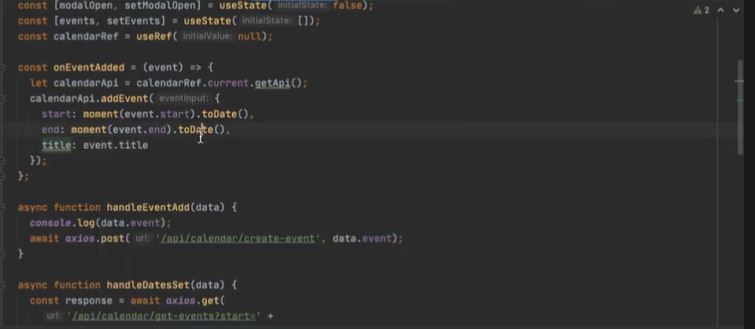 const [modalOpen, setModalOpen] = useState( initialState: false);
2
const [events, setEvents] = useState( initialState: []);
const calendarRef = useRef( initialValue: null);
const onEventAdded = (event) => {
let calendarApi = calendarRef.current.getApi();
calendarApi.addEvent( eventInput: {
start: moment(event.start).toDate(),
end: moment(event.end).toDate(),
title: event.title
});
};
async function handleEventAdd(data) {
console.log(data.event);
await axios.post( url: '/api/calendar/create-event', data.event);
}
async function handleDatesSet(data) {
const response = await axios.get(
url: '/api/calendar/get-events?start=' +